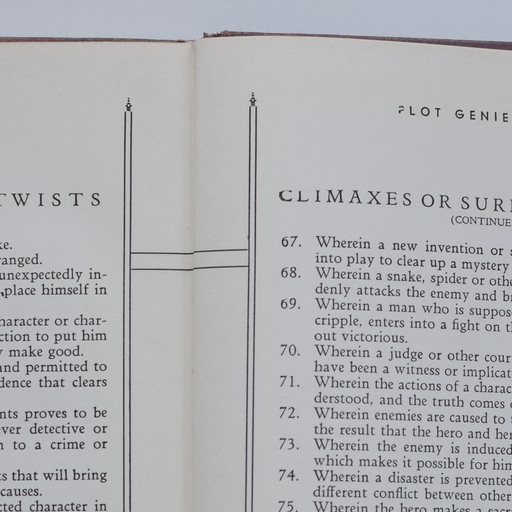 TWISTS
ke.
ranged.
unexpectedly in-
place himself in
haracter or char-
ction to put him
make good.
and permitted to
dence that clears
nts proves to be
ver detective or
n to a crime or
ts that will bring
causes.
cted character in
PLOT GENIE
CLIMAXES OR SUR
(CONTINUE
67. Wherein a new invention or
into play to clear up a mystery
68. Wherein a snake, spider or othe
denly attacks the enemy and b
69. Wherein a man who is suppos
cripple, enters into a fight on th
out victorious.
70. Wherein a judge or other cour
have been a witness or implicat
71. Wherein the actions of a charac
derstood, and the truth comes
72. Wherein enemies are caused to
the result that the hero and her
73. Wherein the enemy is induced
which makes it possible for him
74. Wherein a disaster is prevented
different conflict between other
75. Wherein the hero makes a sacr